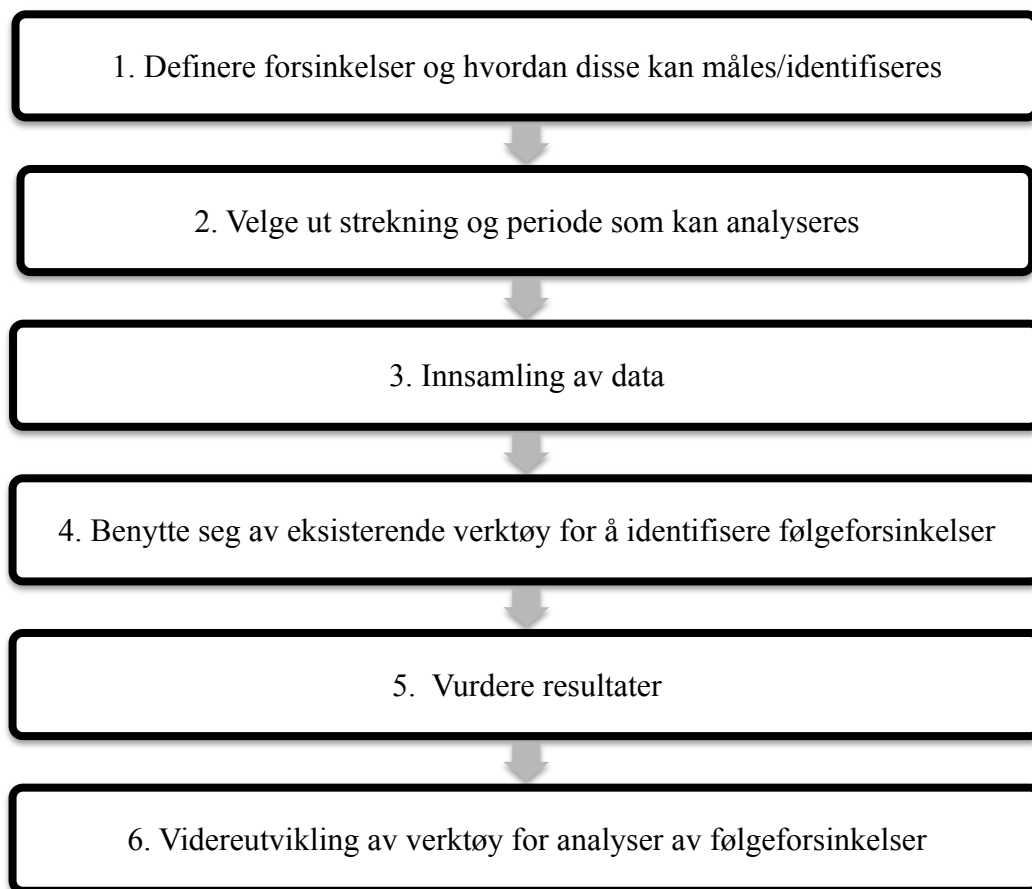 1. Definere forsinkelser og hvordan disse kan måles/identifiseres
2. Velge ut strekning og periode som kan analyseres
3. Innsamling av data
4. Benytte seg av eksisterende verktøy for å identifisere følgeforsinkelser
5. Vurdere resultater
6. Videreutvikling av verktøy for analyser av følgeforsinkelser